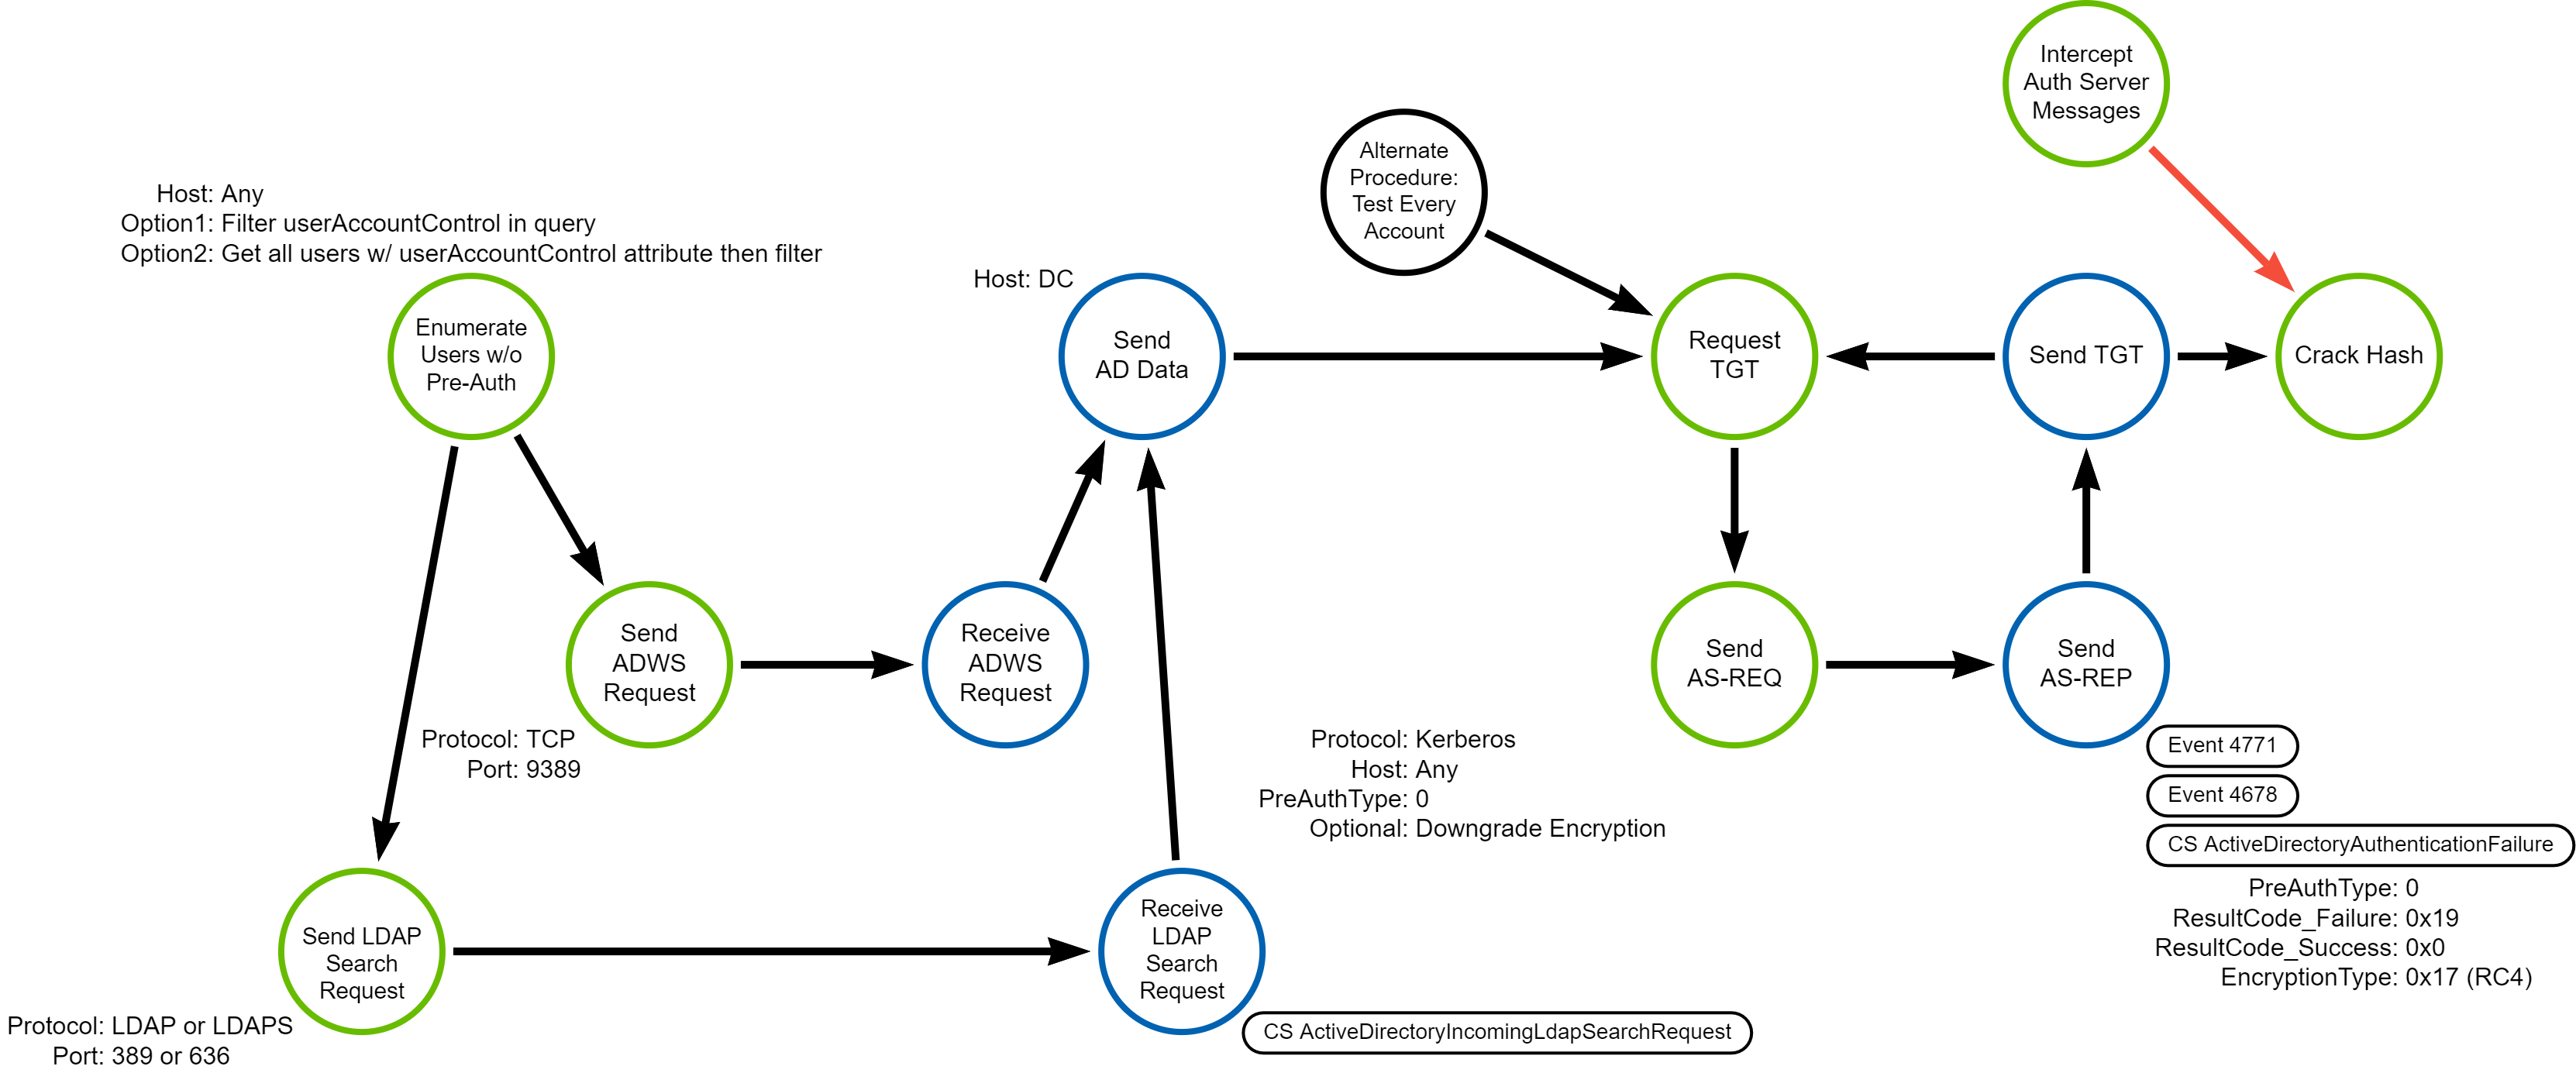 Intercept
Auth Server
Messages
Alternate
Procedure:
Test Every
Account
Host: Any
Option1: Filter userAccountControl in query
Option2: Get all users w/ userAccountControl attribute then filter
Host: DC
Enumerate
Users w/o
Pre-Auth
Send
AD Data
Request
TGT
Send TGT
Crack Hash
Send
ADWS
Request
Receive
ADWS
Request
Send
AS-REQ
Send
AS-REP
Protocol: TCP
Port: 9389
Protocol: Kerberos
Host: Any
PreAuthType: 0
Optional: Downgrade Encryption
Event 4771
Event 4678
CS ActiveDirectoryAuthenticationFailure
PreAuthType: 0
ResultCode_Failure: 0x19
ResultCode_Success: 0x0
EncryptionType: 0x17 (RC4)
Send LDAP
Search
Request
Receive
LDAP
Search
Request
Protocol: LDAP or LDAPS
Port: 389 or 636
CS ActiveDirectoryIncomingLdapSearchRequest